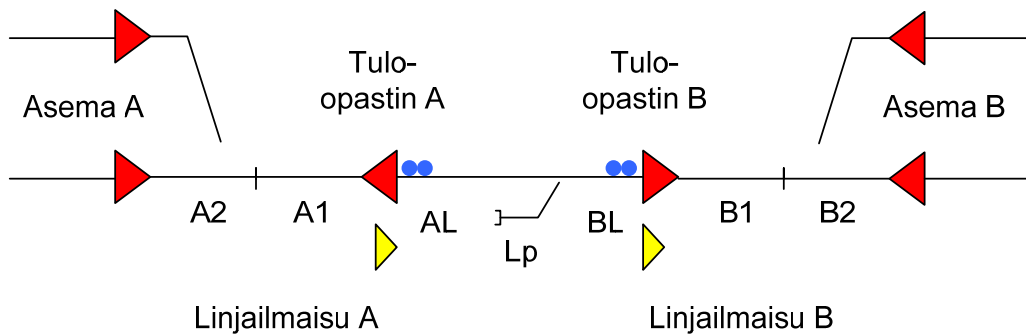 Tulo-
opastin A
Tulo-
opastin B
Asema A
Asema B
A2
A1
AL
Lp
BL
B1
B2
Linjailmaisu A
Linjailmaisu B